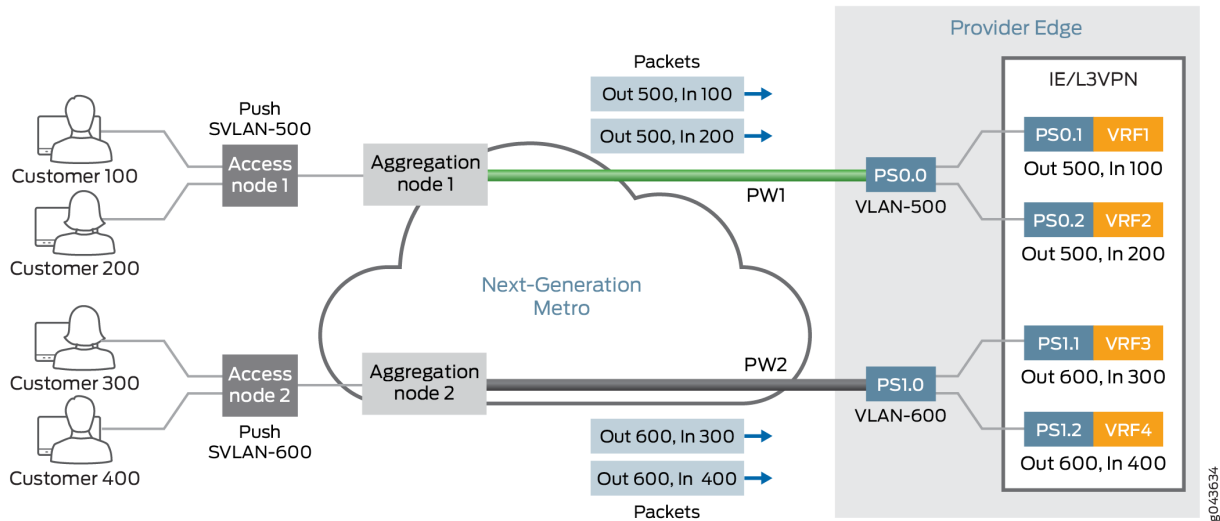 Provider Edge
IE/L3VPN
Packets
Out 500, In 100
Out 500, In 200
Push
SVLAN-500
Customer 100
Access
node 1
Aggregation
node 1
PW1
PS0.0
VLAN-500
PS0.1 VRF1
Out 500, In 100
PS0.2 VRF2
Out 500, In 200
Customer 200
Next-Generation
Metro
Customer 300
Access
node 2
Push
SVLAN-600
Aggregation
node 2
PW2
PS1.0
VLAN-600
PS1.1 VRF3
Out 600, In 300
PS1.2 VRF4
Out 600, In 400
Customer 400
Out 600, In 300
Out 600, In 400
Packets
g043634